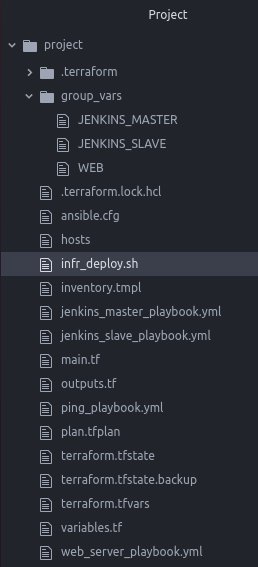 Project
project
.terraform
group_vars
JENKINS_MASTER
JENKINS_SLAVE
WEB
.terraform.lock.hcl
ansible.cfg
hosts
infr_deploy.sh
inventory.tmpl
jenkins_master_playbook.yml
jenkins_slave_playbook.yml
main.tf
outputs.tf
ping_playbook.yml
plan.tfplan
terraform.tfstate
terraform.tfstate.backup
terraform.tfvars
variables.tf
web_server_playbook.yml